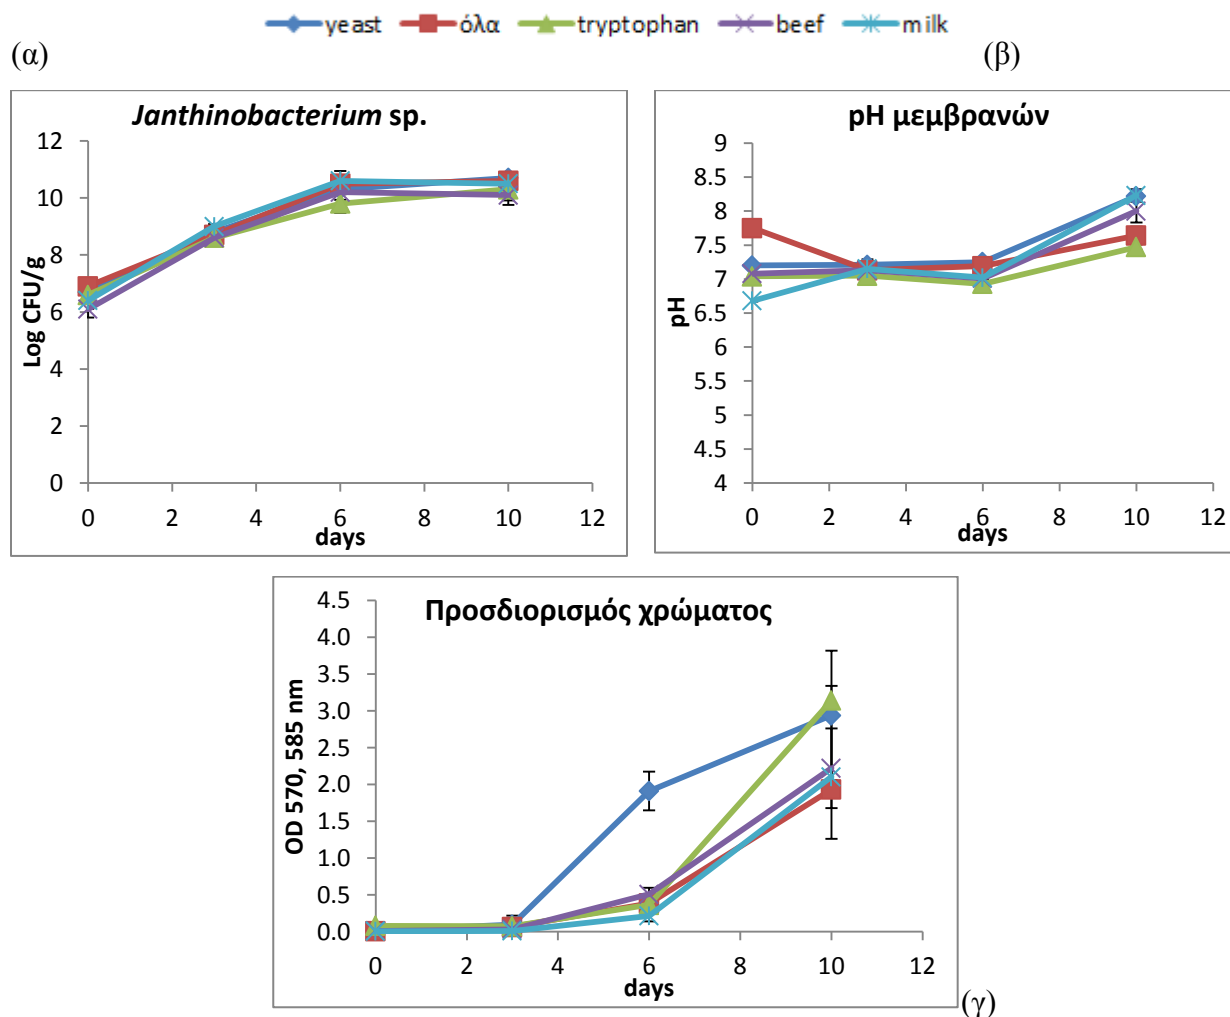 yeast όλα tryptophan beef milk
(α) (β)
Janthinobacterium sp.
12
10
8
6
4
2
0
Log CFU/g
0 2 4 6 8 10 12
days
pH μεμβρανών
9
8.5
8
7.5
7
6.5
6
5.5
5
4.5
4
pH
0 2 4 6 8 10 12
days
Προσδιορισμός χρώματος
4.5
4.0
3.5
3.0
2.5
2.0
1.5
1.0
0.5
0.0
OD 570, 585 nm
0 2 4 6 8 10 12
days
(γ)